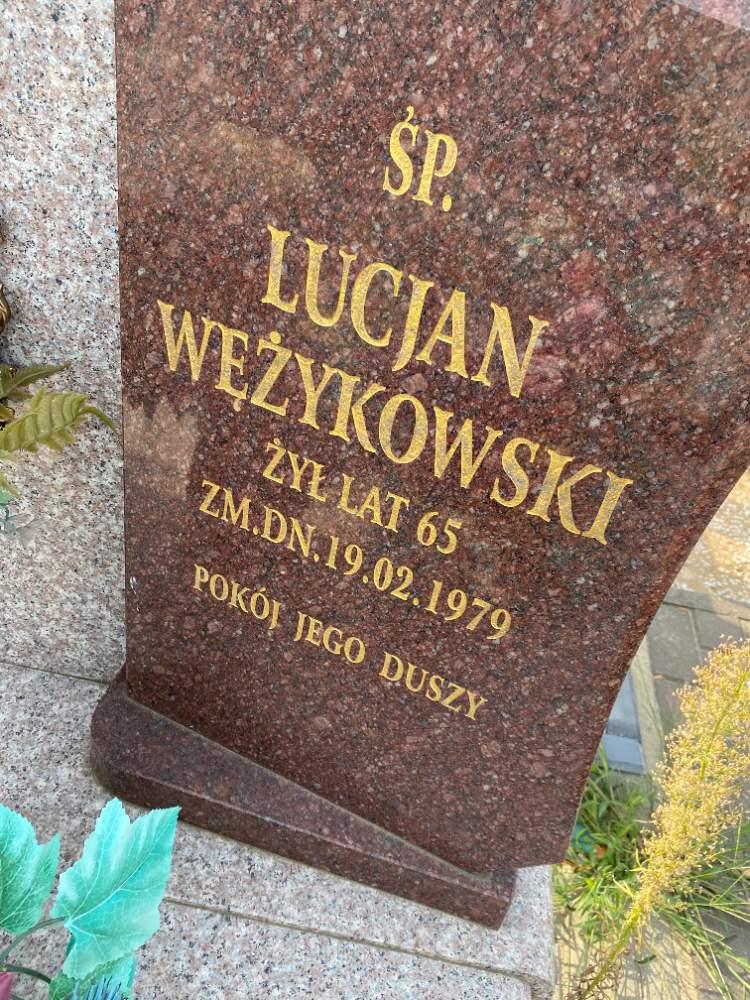 ŚP.
LUCJAN
WĘŻYKOWSKI
ŻYŁ LAT 65
ZM.DN.19.02.1979
POKÓJ JEGO DUSZY